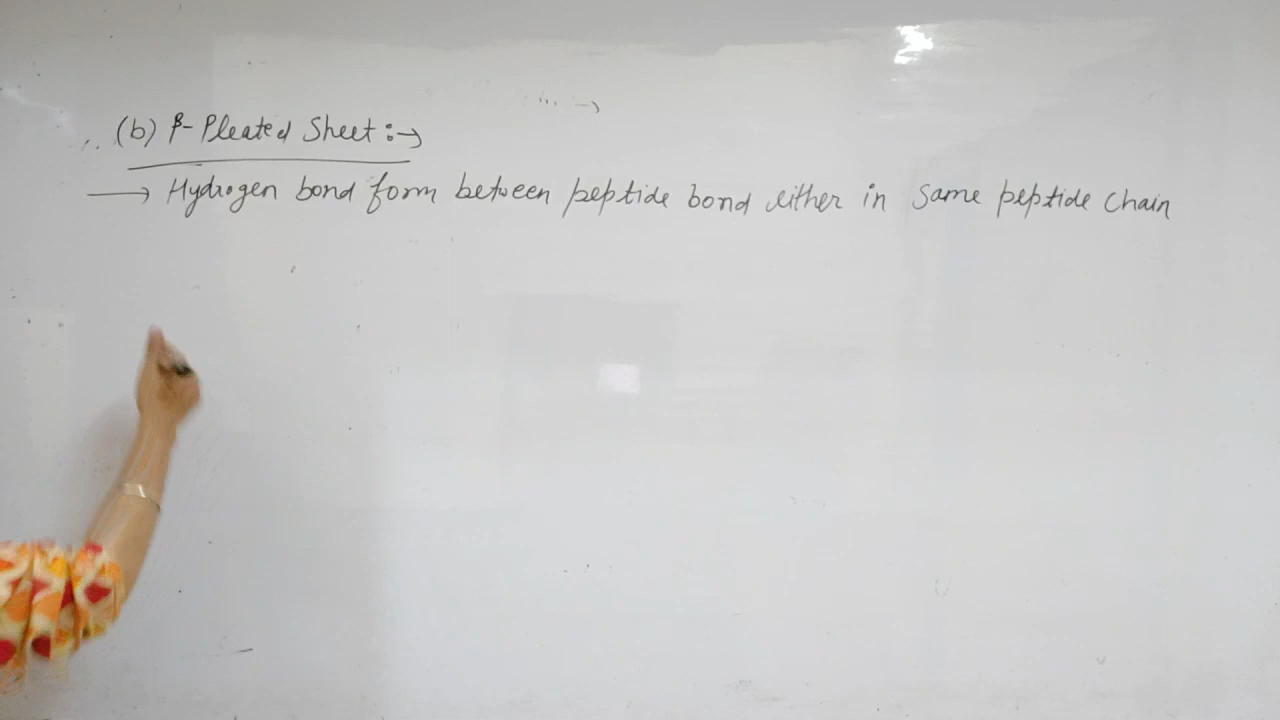 (b) β- Pleated Sheet :→
→ Hydrogen bond form between peptide bond either in same peptide chain